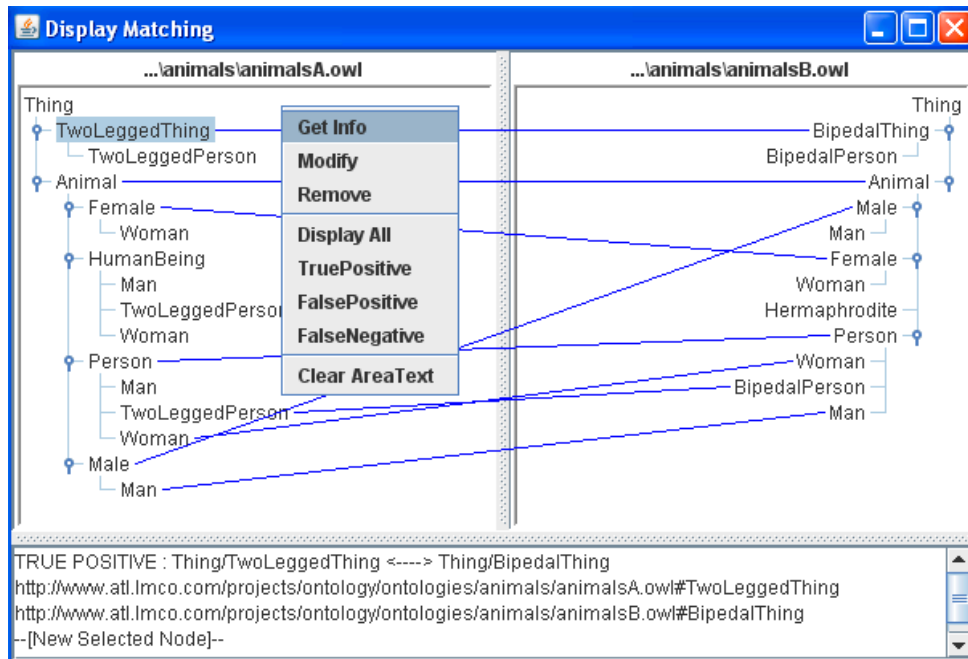 Display Matching
...\animals\animalsA.owl
...\animals\animalsB.owl
Thing
TwoLeggedThing
TwoLeggedPerson
Animal
Female
Woman
HumanBeing
Man
TwoLeggedPerso
Woman
Person
Man
TwoLeggedPerson
Woman
Male
Man
Get Info
Modify
Remove
Display All
TruePositive
FalsePositive
FalseNegative
Clear AreaText
Thing
BipedalThing
BipedalPerson
Animal
Male
Man
Female
Woman
Hermaphrodite
Person
Woman
BipedalPerson
Man
TRUE POSITIVE : Thing/TwoLeggedThing <----> Thing/BipedalThing
http://www.atl.lmco.com/projects/ontology/ontologies/animals/animalsA.owl#TwoLeggedThing
http://www.atl.lmco.com/projects/ontology/ontologies/animals/animalsB.owl#BipedalThing
--[New Selected Node]--